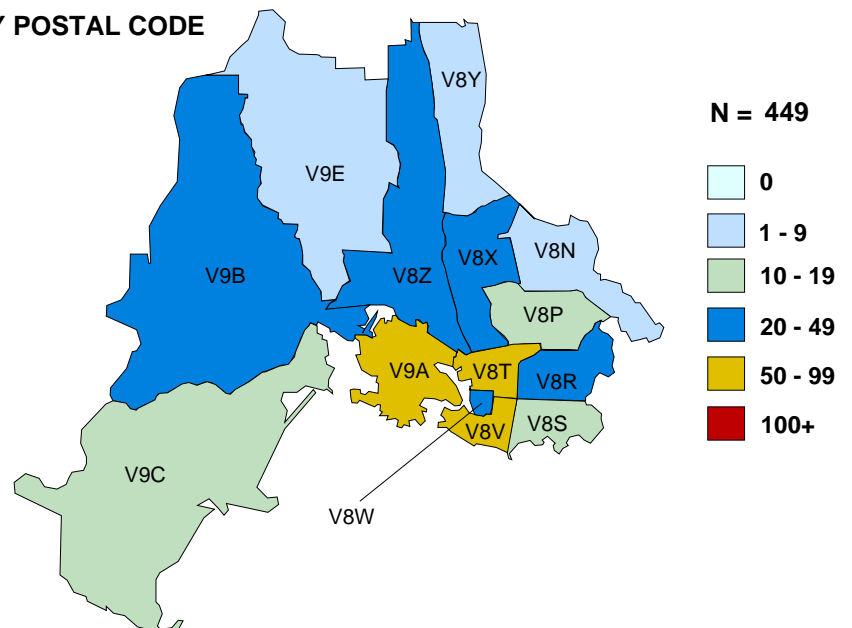 Y POSTAL CODE
V8Y
N = 449
V9E
0
1 - 9
V8N
V8X
V9B
V8Z
10 - 19
V8P
20 - 49
V9A
V8T
V8R
50 - 99
V8S
V8V
100+
V9C
V8W